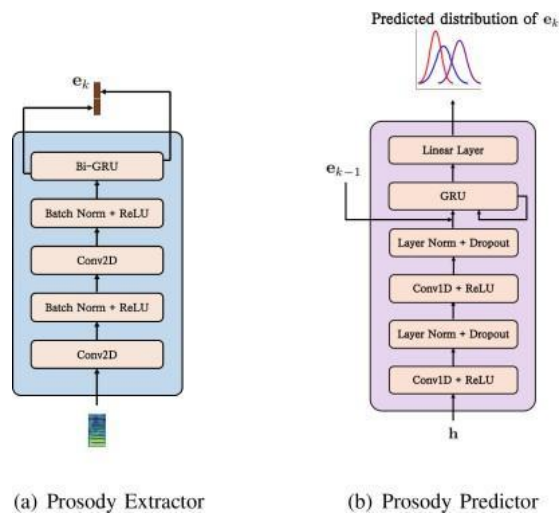 e_k
Bi-GRU
Batch Norm + ReLU
Conv2D
Batch Norm + ReLU
Conv2D
(a) Prosody Extractor
Predicted distribution of e_k
Linear Layer
e_{k-1}
GRU
Layer Norm + Dropout
Conv1D + ReLU
Layer Norm + Dropout
Conv1D + ReLU
h
(b) Prosody Predictor